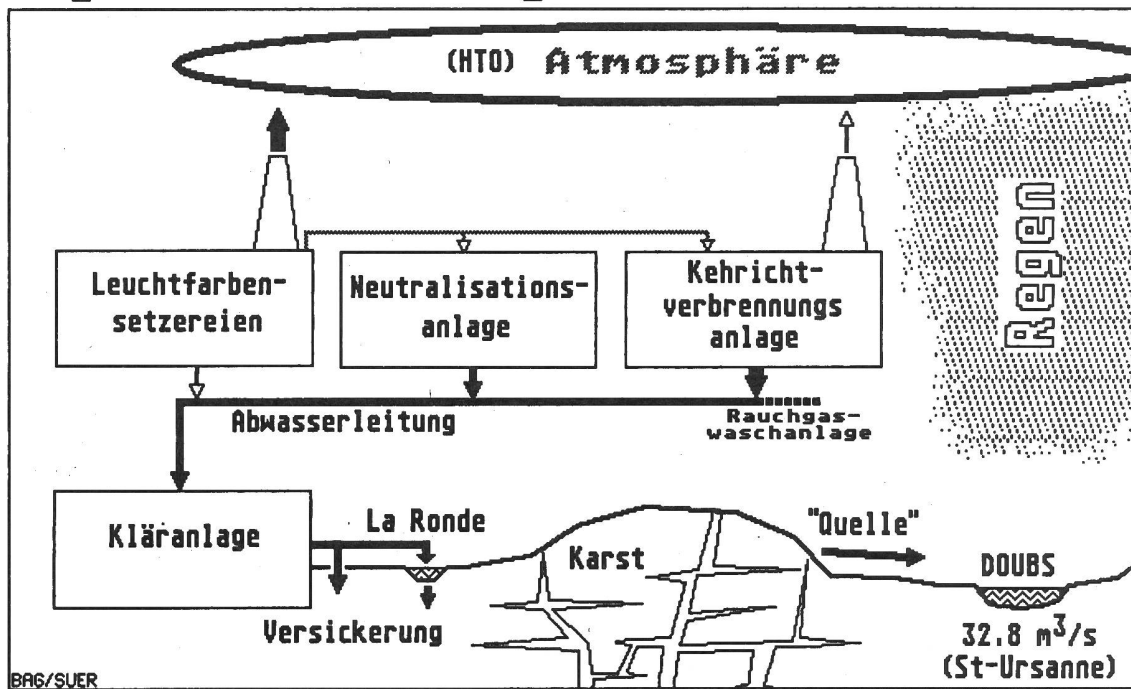 (HTO) Atmosphäre
Regen
Leuchtfarben-
setzereien
Neutralisations-
anlage
Kehricht-
verbrennungs
anlage
Abwasserleitung
Rauchgas-
waschanlage
Kläranlage
La Ronde
Versickerung
Karst
"Quelle"
DOUBS
32.8 m³/s
(St-Ursanne)
BAG/SUER